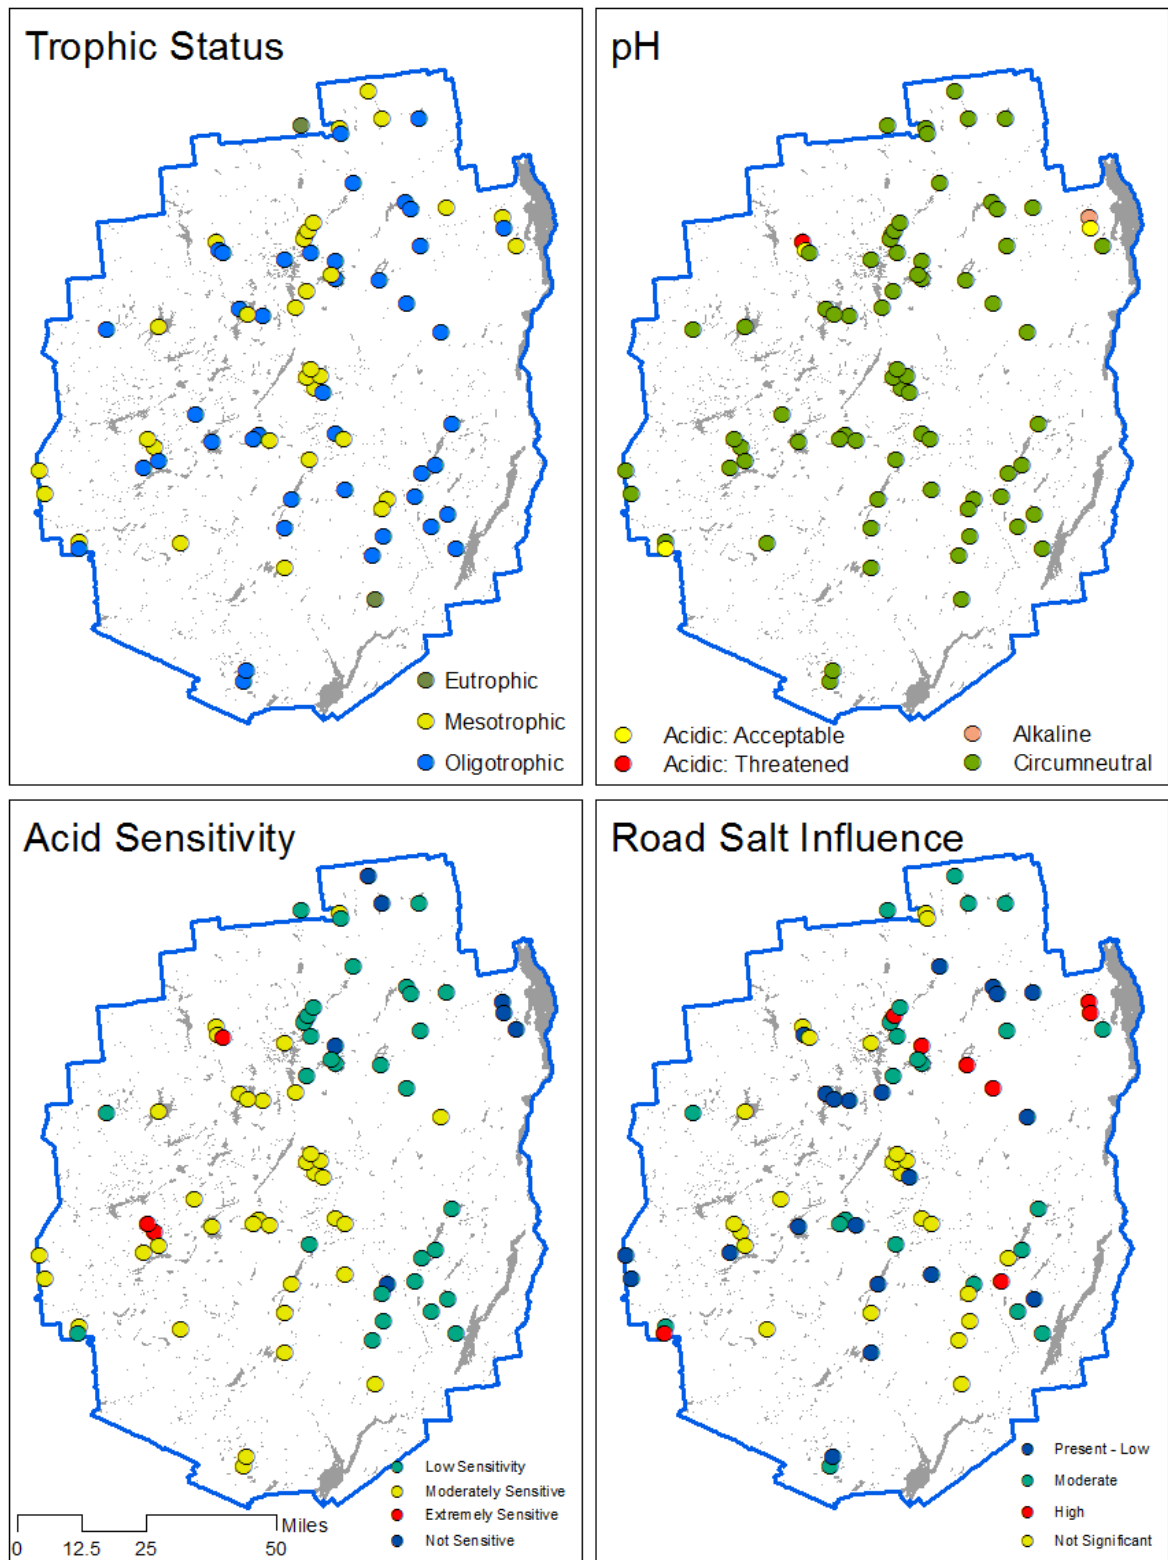 Trophic Status
Eutrophic
Mesotrophic
Oligotrophic
pH
Acidic: Acceptable
Acidic: Threatened
Alkaline
Circumneutral
Acid Sensitivity
Low Sensitivity
Moderately Sensitive
Extremely Sensitive
Not Sensitive
Miles
0 12.5 25 50
Road Salt Influence
Present - Low
Moderate
High
Not Significant